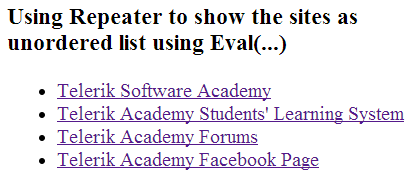 Using Repeater to show the sites as
unordered list using Eval(...)
Telerik Software Academy
Telerik Academy Students' Learning System
Telerik Academy Forums
Telerik Academy Facebook Page